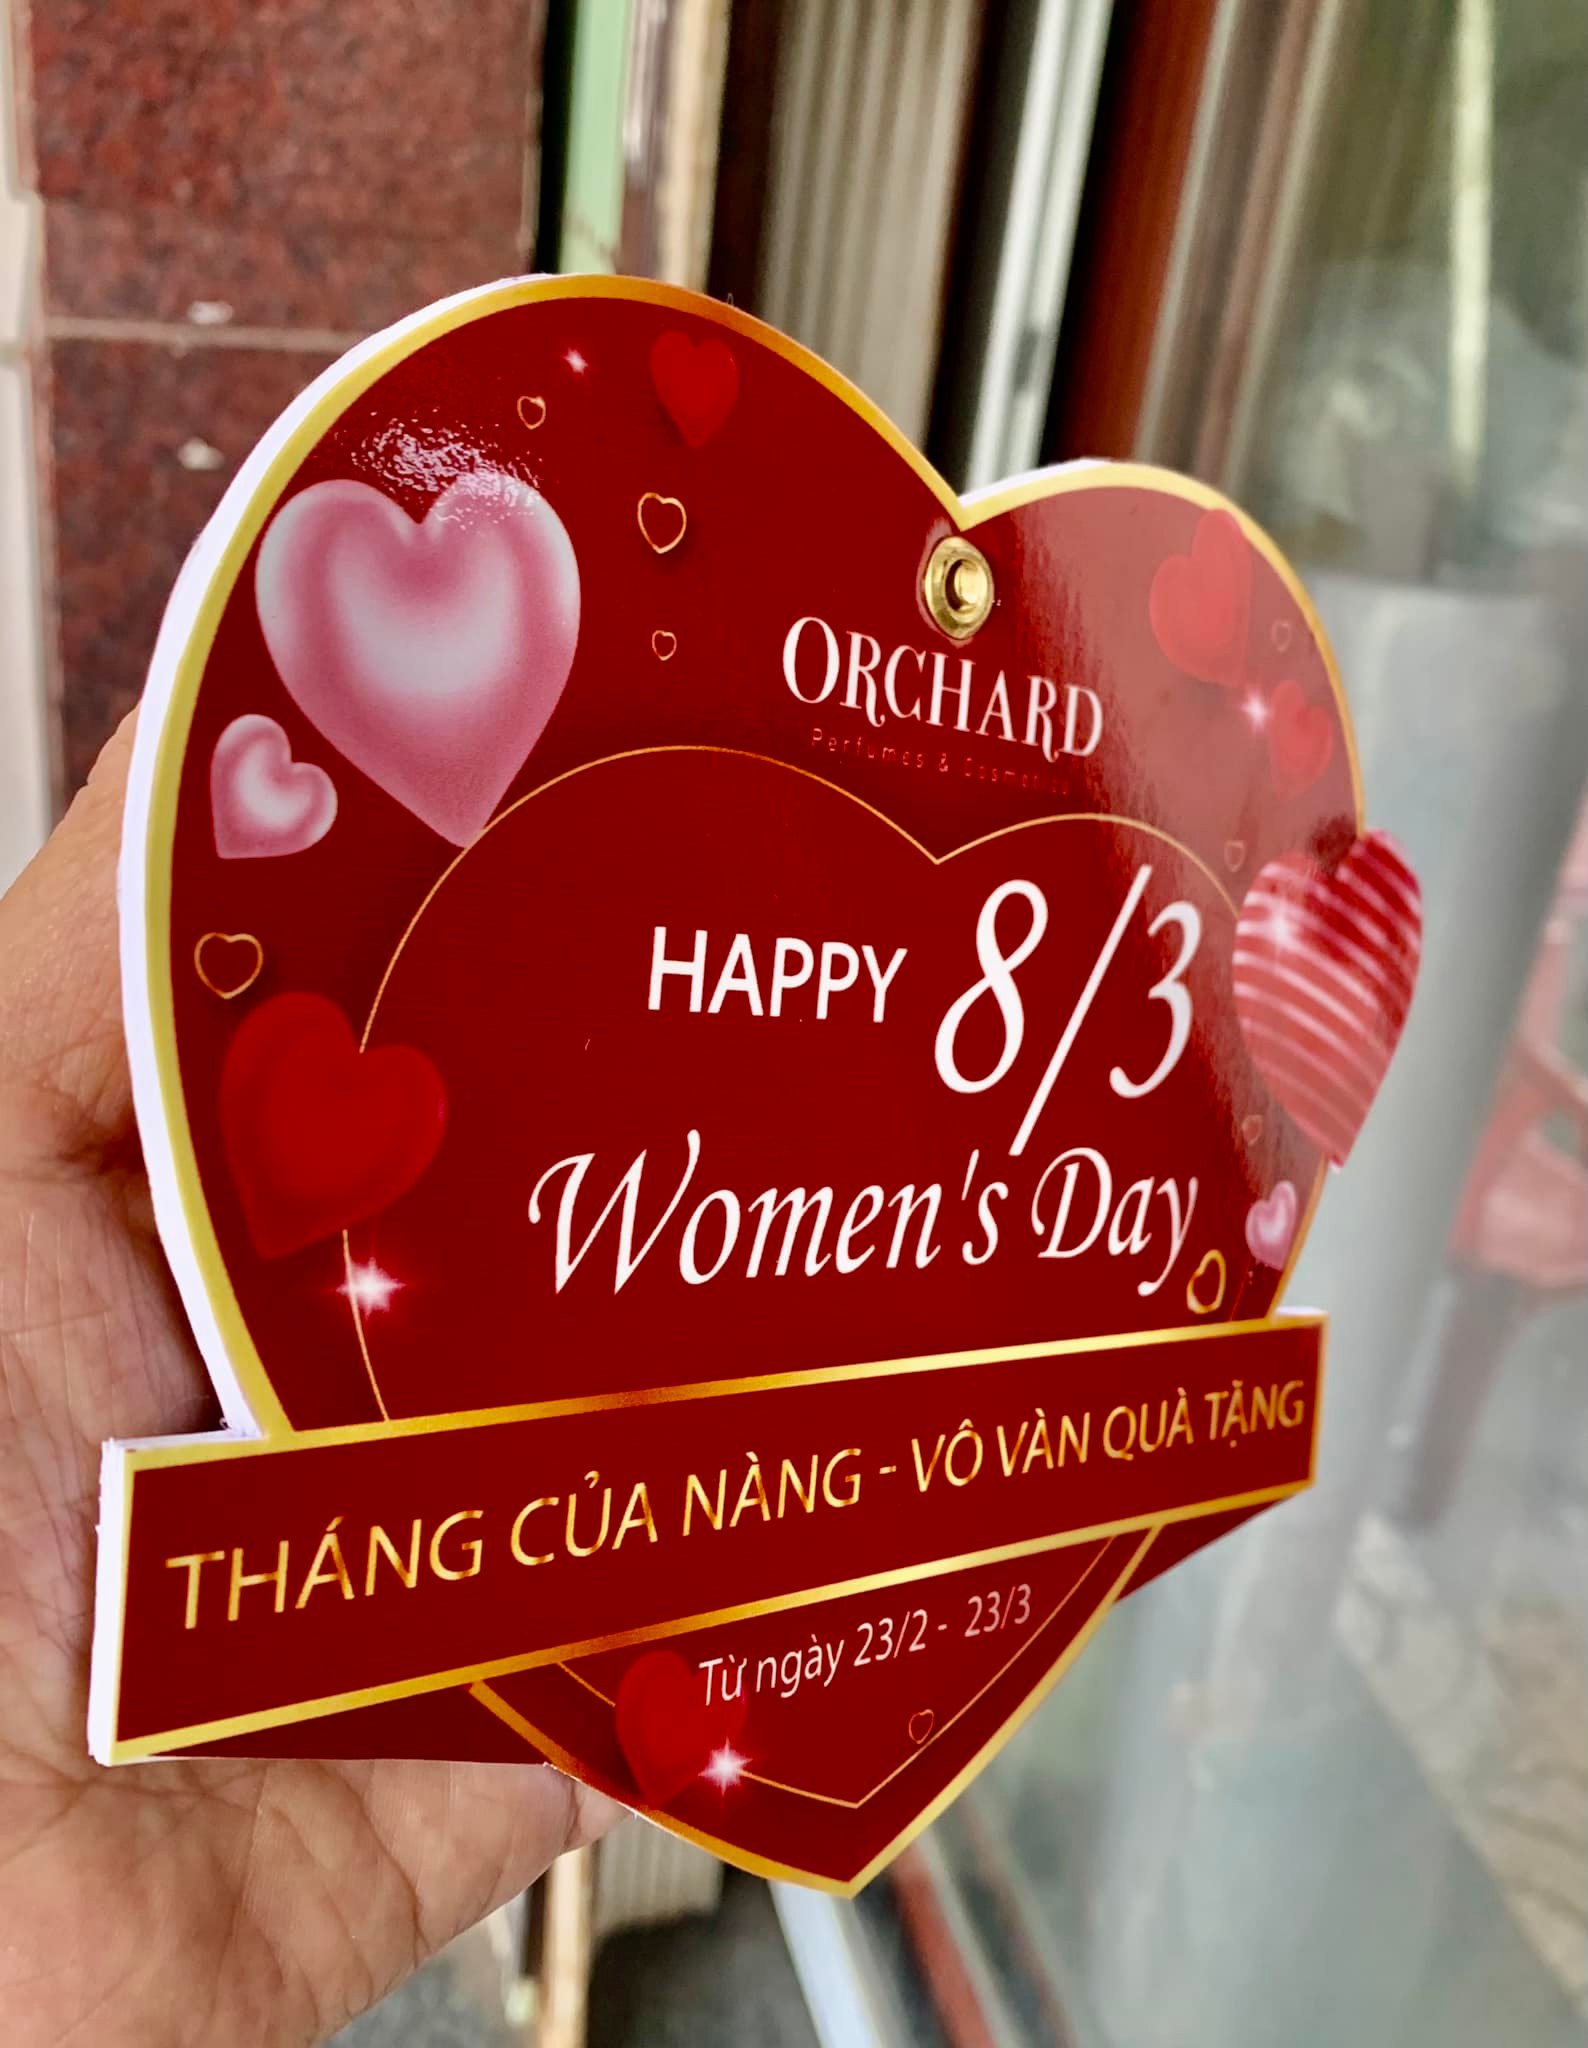 ORCHARD
Perfumes & Cosmetics
HAPPY 8/3
Women's Day
THÁNG CỦA NÀNG - VÔ VÀN QUÀ TẶNG
Từ ngày 23/2 - 23/3